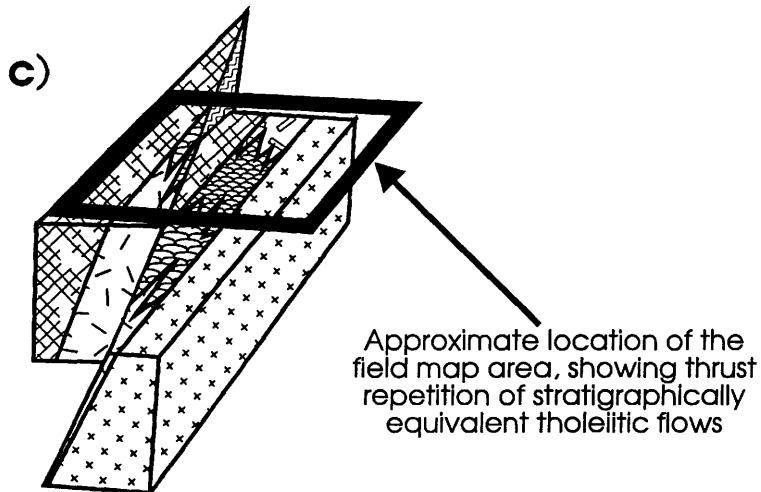 c)
Approximate location of the
field map area, showing thrust
repetition of stratigraphically
equivalent tholeiitic flows